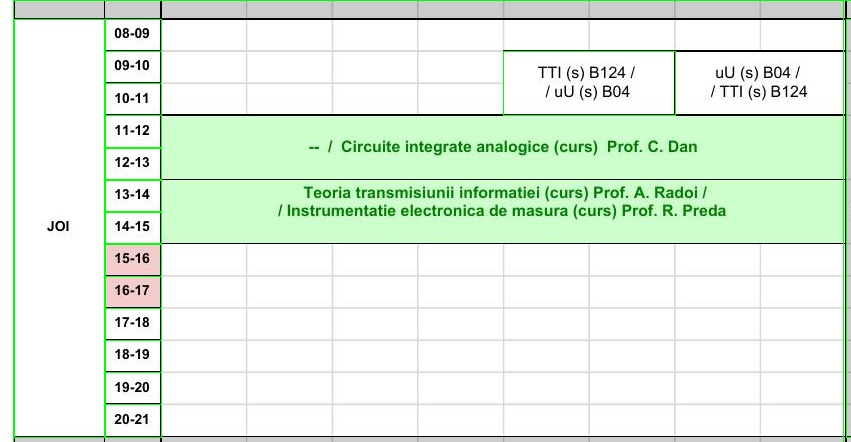 08-09
09-10
TTI (s) B124 /
/ uU (s) B04
uU (s) B04 /
/ TTI (s) B124
10-11
11-12
-- / Circuite integrate analogice (curs) Prof. C. Dan
12-13
13-14
Teoria transmisiunii informatiei (curs) Prof. A. Radoi /
/ Instrumentatie electronica de masura (curs) Prof. R. Preda
JOI
14-15
15-16
16-17
17-18
18-19
19-20
20-21